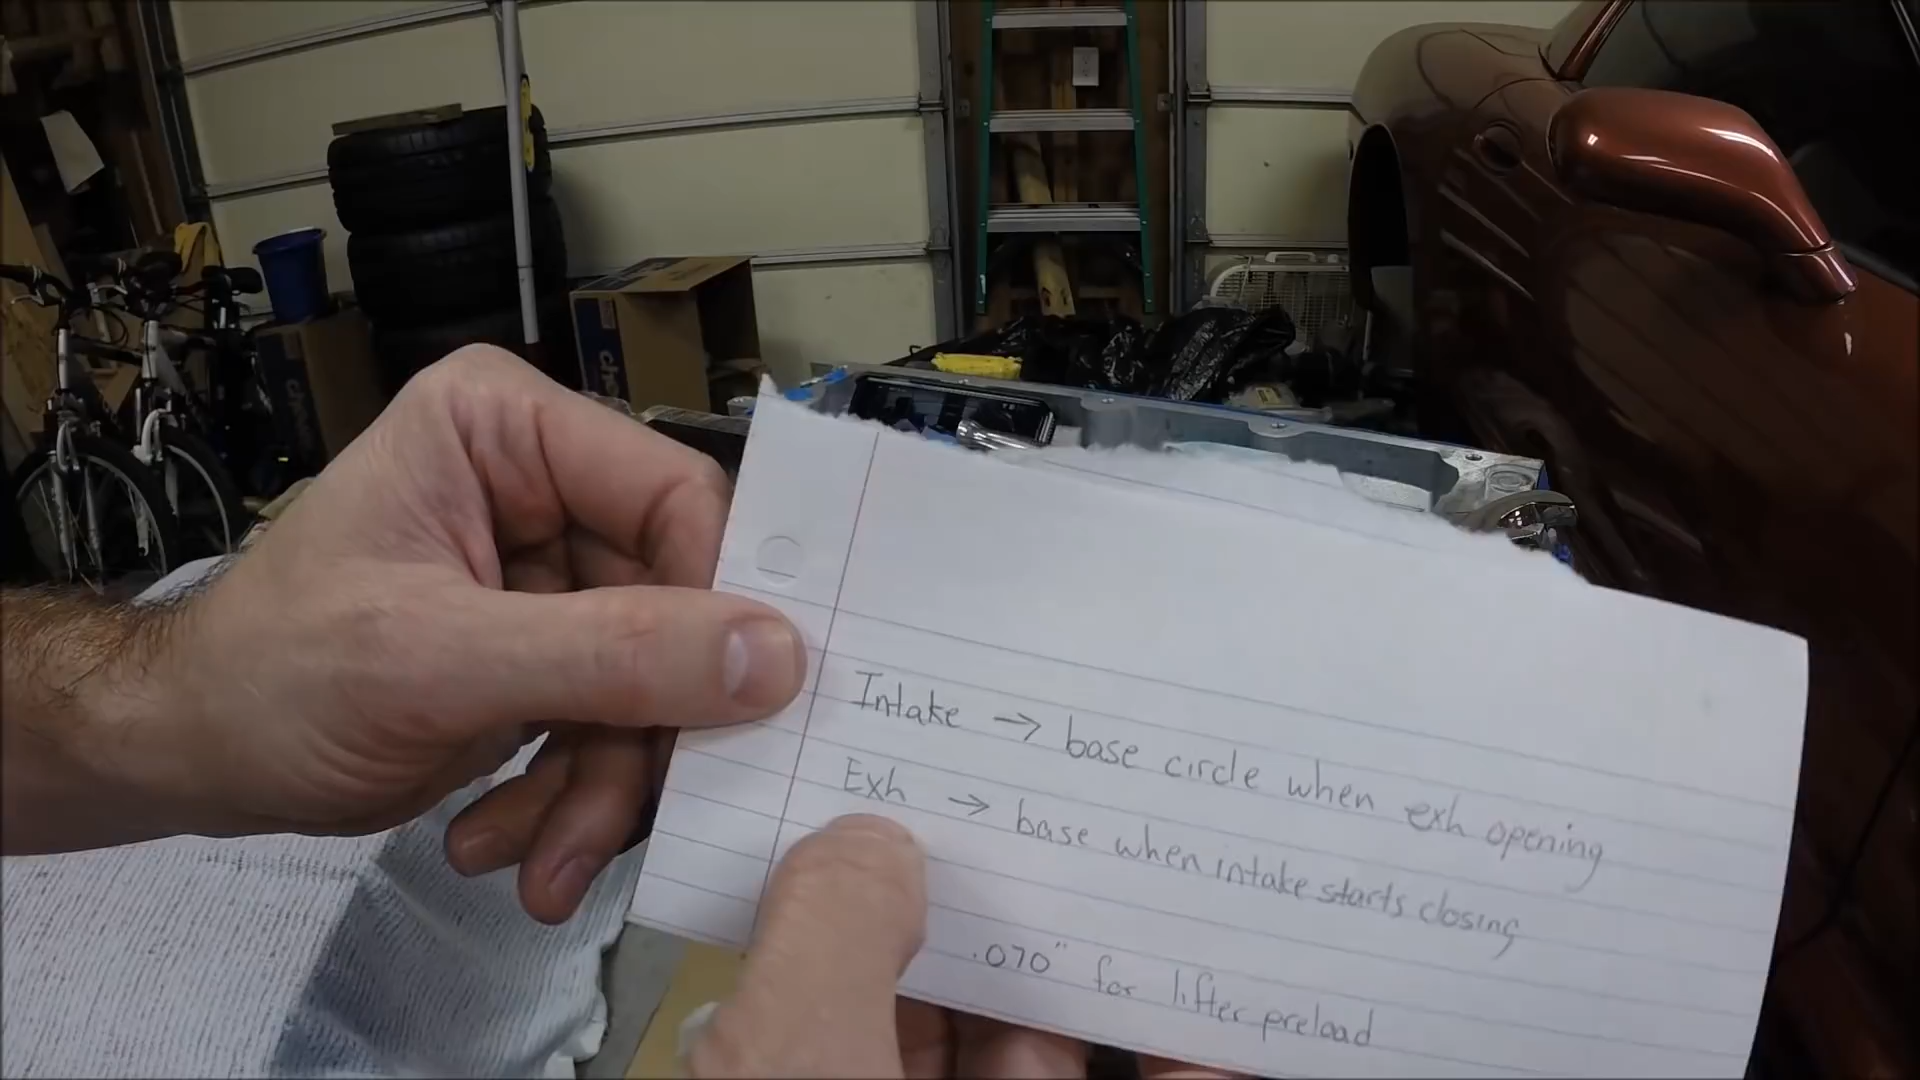 Intake → base circle when exh opening
Exh → base when intake starts closing
.070" for lifter preload